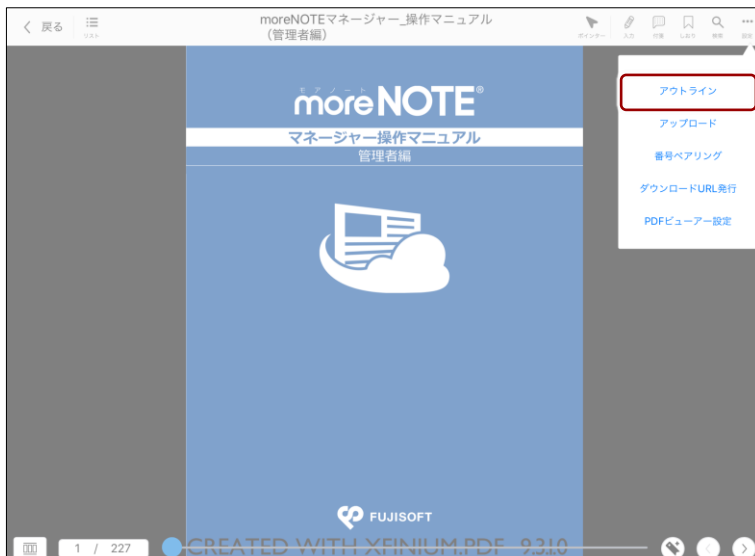 戻る
リスト
moreNOTEマネージャー_操作マニュアル
（管理者編）
ポインター
入力
付箋
しおり
検索
設定
アウトライン
アップロード
番号ペアリング
ダウンロードURL発行
PDFビューアー設定
モアノート
moreNOTE®
マネージャー操作マニュアル
管理者編
FUJISOFT
1 / 227
CREATED WITH XFINIUM.PDF 9.3.1.0